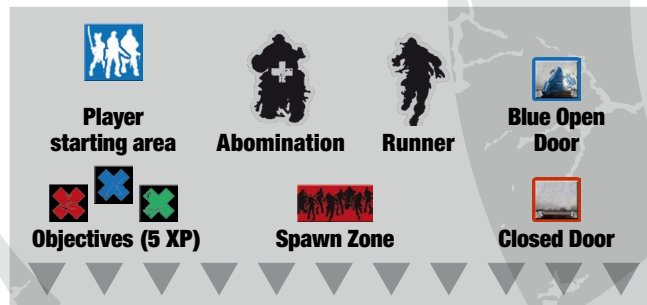 Player
starting area
Abomination
Runner
Blue Open
Door
Objectives (5 XP)
Spawn Zone
Closed Door